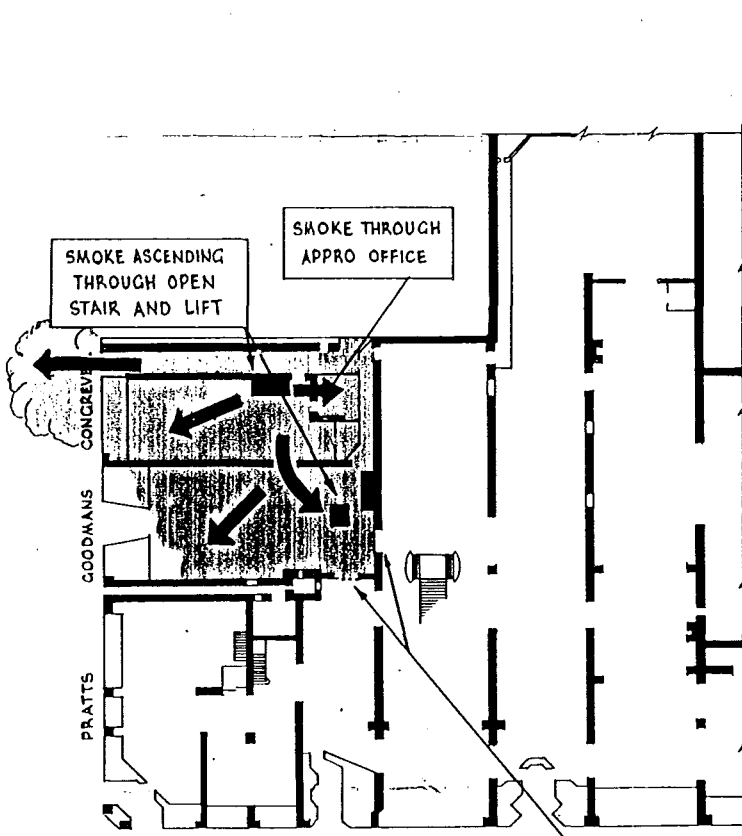 SMOKE THROUGH
APPRO OFFICE
SMOKE ASCENDING
THROUGH OPEN
STAIR AND LIFT
CONGREVE
GOODMANS
PRATTS